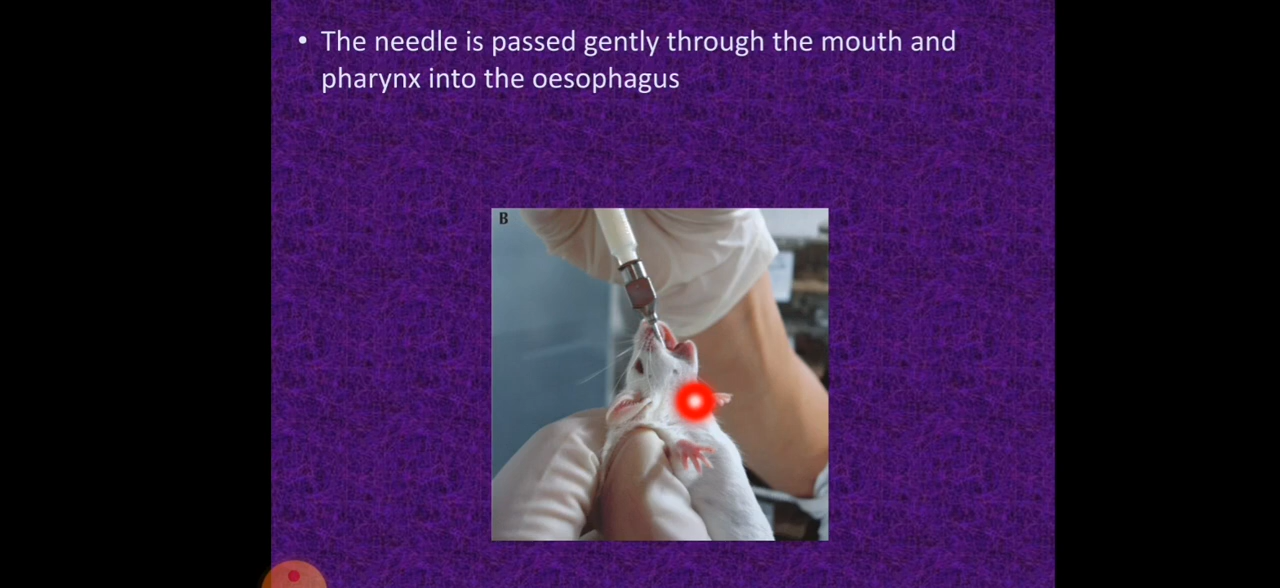 • The needle is passed gently through the mouth and
pharynx into the oesophagus
B